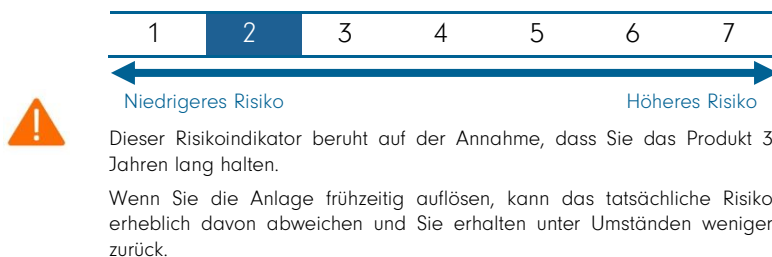 1 2 3 4 5 6 7
Niedrigeres Risiko Höheres Risiko
Dieser Risikoindikator beruht auf der Annahme, dass Sie das Produkt 3
Jahren lang halten.
Wenn Sie die Anlage frühzeitig auflösen, kann das tatsächliche Risiko
erheblich davon abweichen und Sie erhalten unter Umständen weniger
zurück.